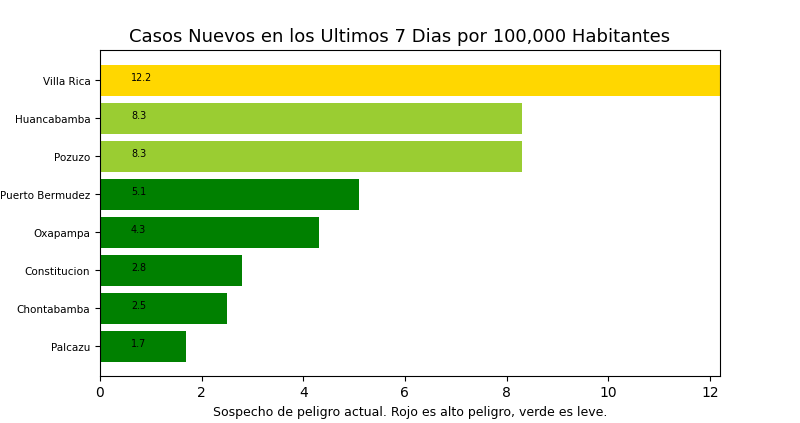 Casos Nuevos en los Ultimos 7 Dias por 100,000 Habitantes
Villa Rica 12.2
Huancabamba 8.3
Pozuzo 8.3
Puerto Bermudez 5.1
Oxapampa 4.3
Constitucion 2.8
Chontabamba 2.5
Palcazu 1.7
0 2 4 6 8 10 12
Sospecho de peligro actual. Rojo es alto peligro, verde es leve.